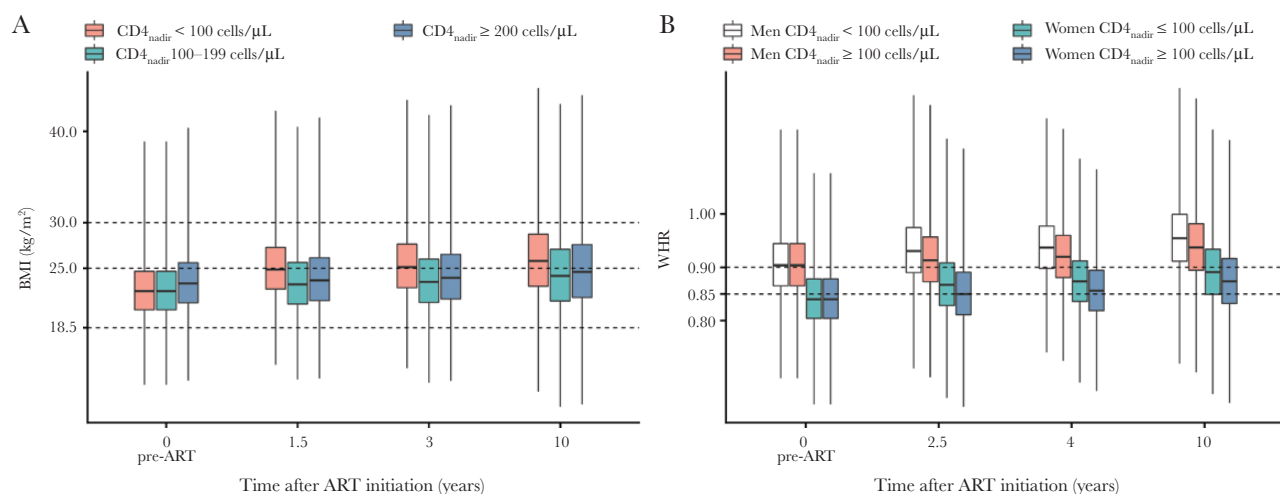 A
CD4nadir < 100 cells/μL
CD4nadir ≥ 200 cells/μL
CD4nadir 100–199 cells/μL
BMI (kg/m²)
40.0
30.0
25.0
18.5
0
pre-ART
1.5
3
10
Time after ART initiation (years)
B
Men CD4nadir < 100 cells/μL
Women CD4nadir ≤ 100 cells/μL
Men CD4nadir ≥ 100 cells/μL
Women CD4nadir ≥ 100 cells/μL
WHR
1.00
0.90
0.85
0.80
0
pre-ART
2.5
4
10
Time after ART initiation (years)